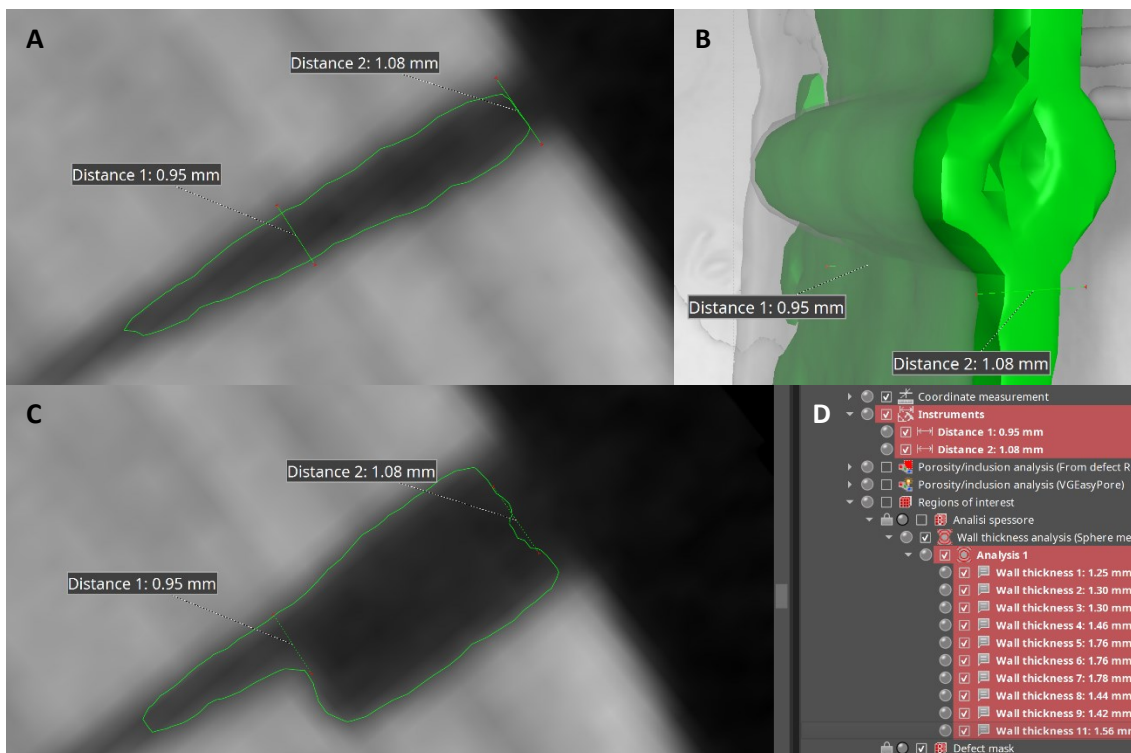 A
Distance 2: 1.08 mm
Distance 1: 0.95 mm
B
Distance 1: 0.95 mm
Distance 2: 1.08 mm
C
Distance 2: 1.08 mm
Distance 1: 0.95 mm
D
Coordinate measurement
Instruments
Distance 1: 0.95 mm
Distance 2: 1.08 mm
Porosity/inclusion analysis (From defect R
Porosity/inclusion analysis (VGEasyPore)
Regions of interest
Analisi spessore
Wall thickness analysis (Sphere me
Analysis 1
Wall thickness 1: 1.25 mm
Wall thickness 2: 1.30 mm
Wall thickness 3: 1.30 mm
Wall thickness 4: 1.46 mm
Wall thickness 5: 1.76 mm
Wall thickness 6: 1.76 mm
Wall thickness 7: 1.78 mm
Wall thickness 8: 1.44 mm
Wall thickness 9: 1.42 mm
Wall thickness 11: 1.56 mm
Defect mask